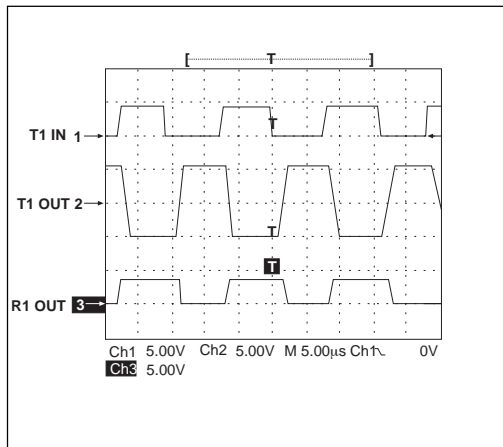 [ T ]
T1 IN 1
T
T1 OUT 2
T
T
R1 OUT 3
Ch1 5.00V Ch2 5.00V M 5.00µs Ch1 0V
Ch3 5.00V